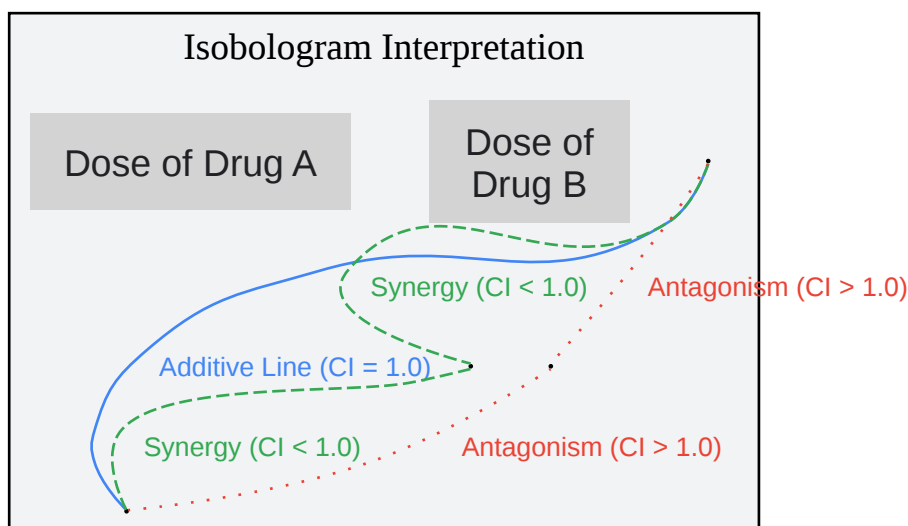 Isobologram Interpretation
Dose of Drug A
Dose of
Drug B
Synergy (CI < 1.0)
Antagonism (CI > 1.0)
Additive Line (CI = 1.0)
Synergy (CI < 1.0)
Antagonism (CI > 1.0)